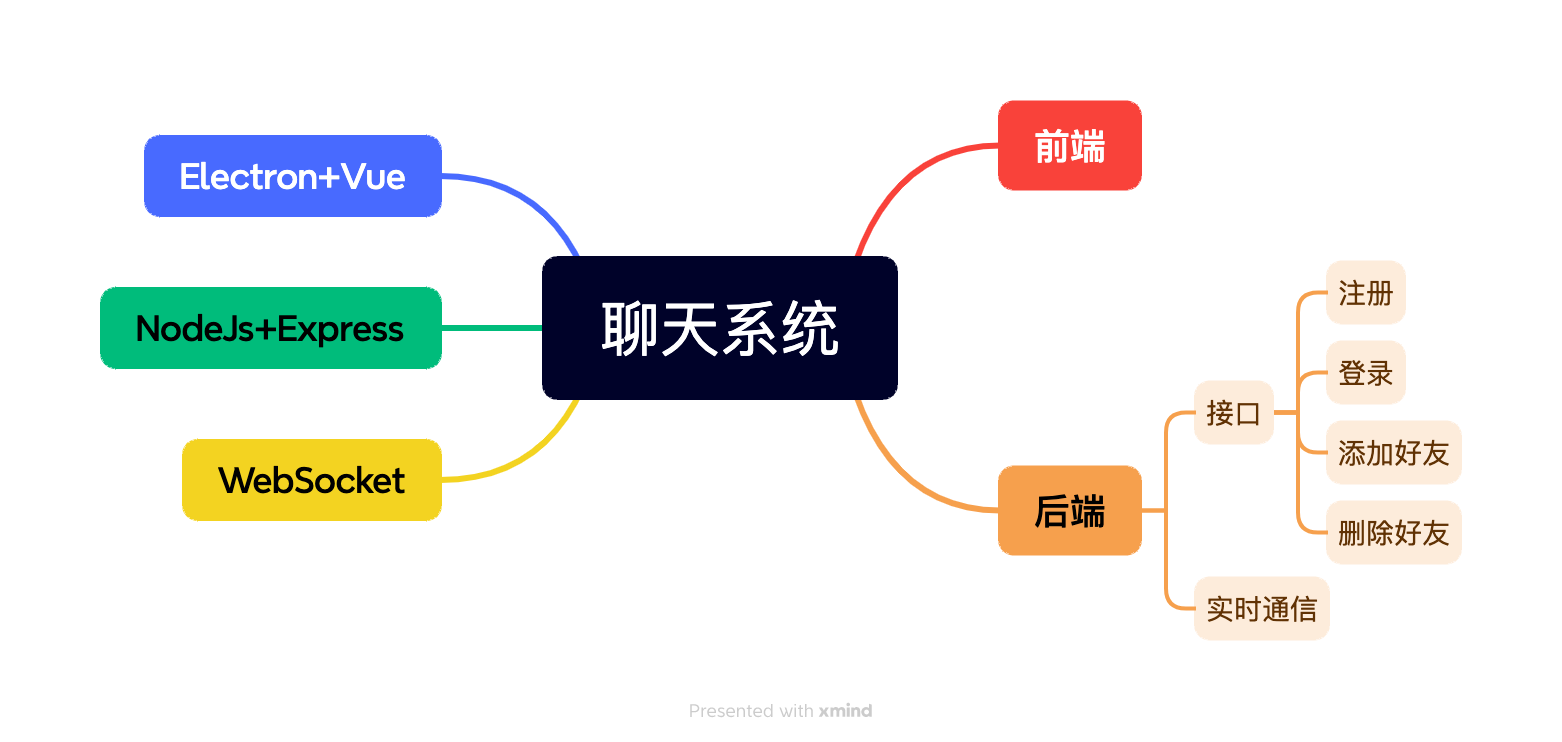 Electron+Vue
NodeJs+Express
WebSocket
聊天系统
前端
后端
接口
注册
登录
添加好友
删除好友
实时通信
Presented with xmind